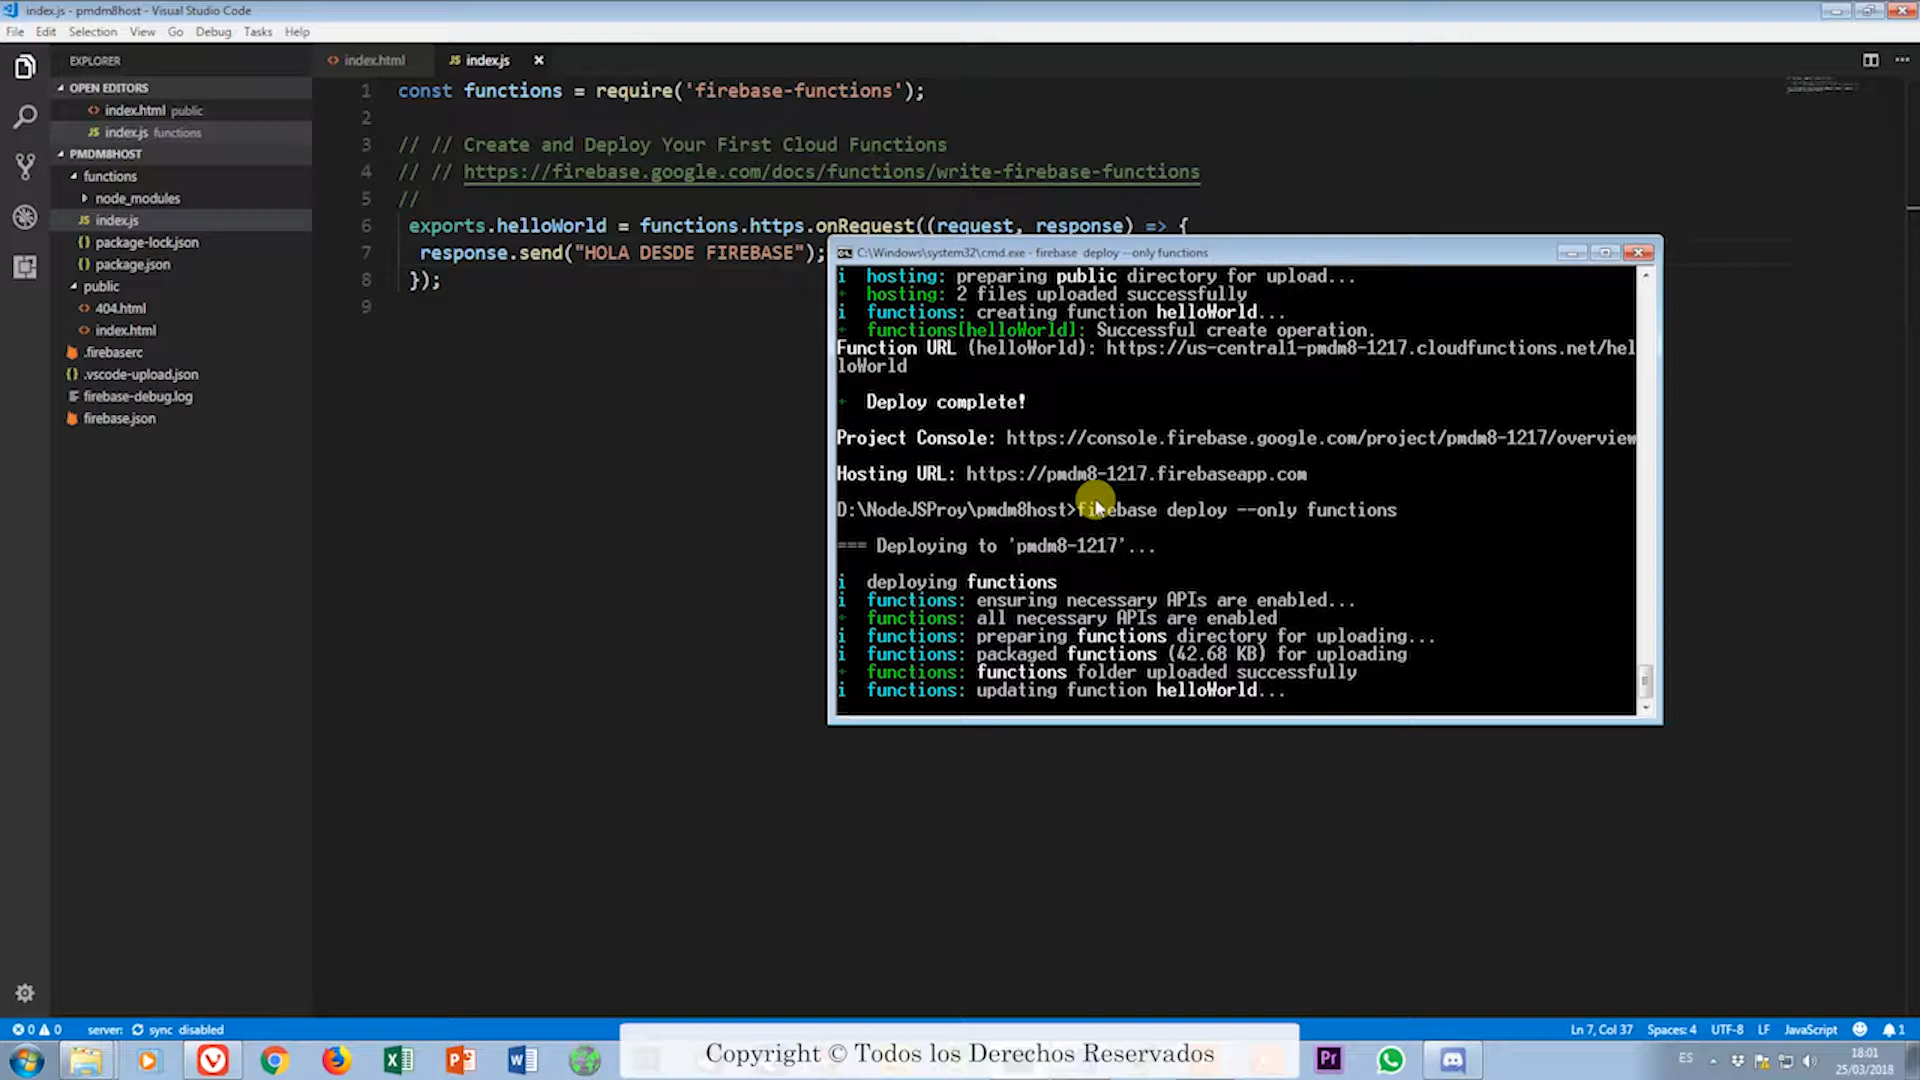 index.js - pmdm8host - Visual Studio Code
File Edit Selection View Go Debug Tasks Help
EXPLORER
OPEN EDITORS
index.html public
JS index.js functions
PMDM8HOST
functions
node_modules
JS index.js
{} package-lock.json
{} package.json
public
<> 404.html
<> index.html
.firebaserc
{} .vscode-upload.json
firebase-debug.log
firebase.json
<> index.html
JS index.js
1 const functions = require('firebase-functions');
2
3 // // Create and Deploy Your First Cloud Functions
4 // // https://firebase.google.com/docs/functions/write-firebase-functions
5 //
6 exports.helloWorld = functions.https.onRequest((request, response) => {
7 response.send("HOLA DESDE FIREBASE");
8 });
9
C:\Windows\system32\cmd.exe - firebase deploy --only functions
i hosting: preparing public directory for upload...
+ hosting: 2 files uploaded successfully
i functions: creating function helloWorld...
+ functions[helloWorld]: Successful create operation.
Function URL (helloWorld): https://us-central1-pmdm8-1217.cloudfunctions.net/hel
loWorld
+ Deploy complete!
Project Console: https://console.firebase.google.com/project/pmdm8-1217/overview
Hosting URL: https://pmdm8-1217.firebaseapp.com
D:\NodeJSProy\pmdm8host>firebase deploy --only functions
=== Deploying to 'pmdm8-1217'...
i deploying functions
i functions: ensuring necessary APIs are enabled...
+ functions: all necessary APIs are enabled
i functions: preparing functions directory for uploading...
i functions: packaged functions (42.68 KB) for uploading
+ functions: functions folder uploaded successfully
i functions: updating function helloWorld...
0 0 server: sync disabled
Ln 7, Col 37 Spaces: 4 UTF-8 LF JavaScript 1
Copyright © Todos los Derechos Reservados
Pr
ES
18:01
25/03/2018